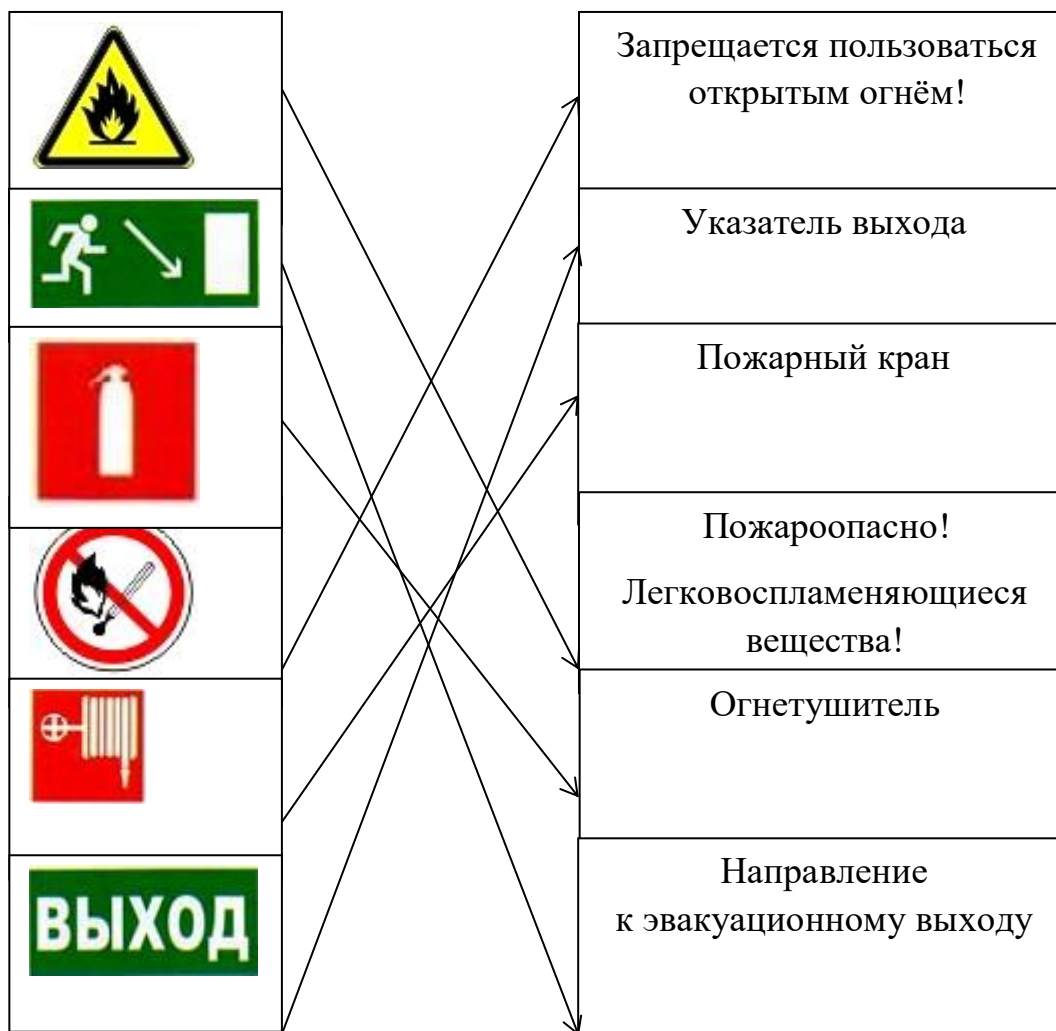 Запрещается пользоваться
открытым огнём!
Указатель выхода
Пожарный кран
Пожароопасно!
Легковоспламеняющиеся
вещества!
Огнетушитель
ВЫХОД
Направление
к эвакуационному выходу